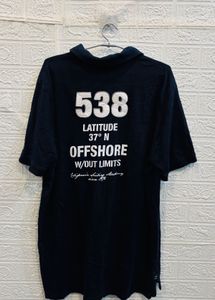 538
LATITUDE
37° N
OFFSHORE
W/OUT LIMITS